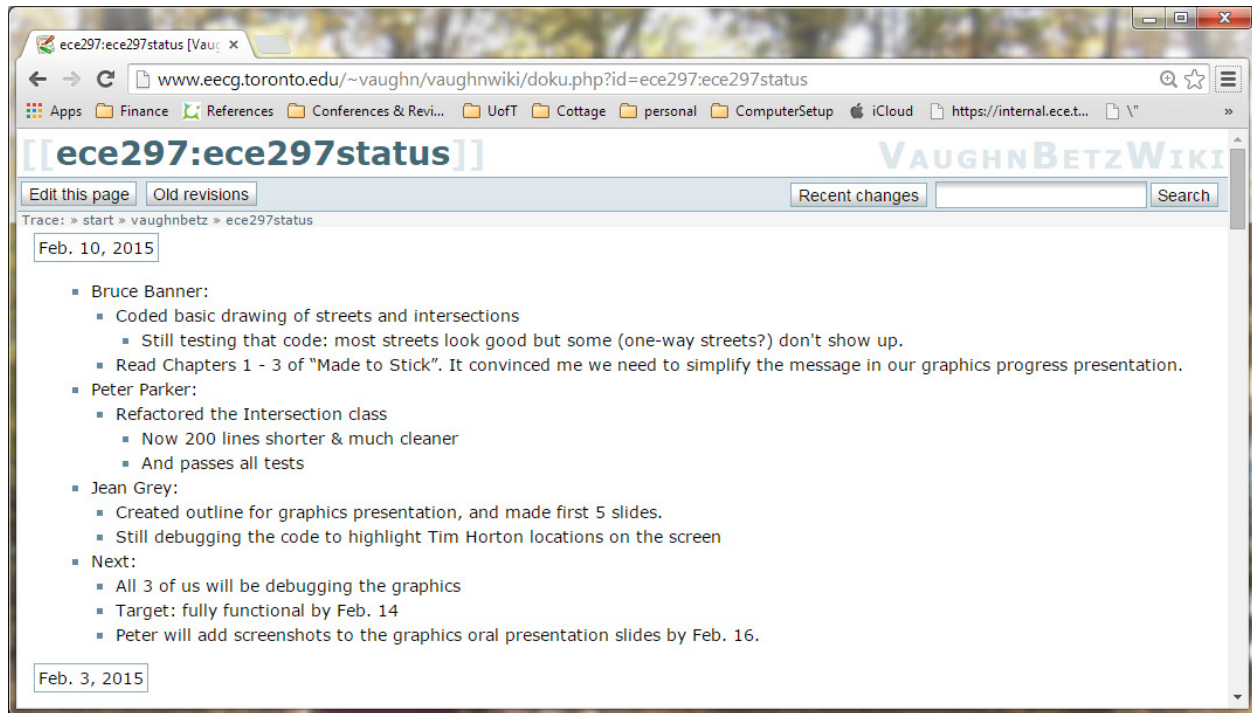 ece297:ece297status [Vaug
www.eecg.toronto.edu/~vaughn/vaughnwiki/doku.php?id=ece297:ece297status
Apps Finance References Conferences & Revi... UofT Cottage personal ComputerSetup iCloud https://internal.ece.t... \" »
[[ece297:ece297status]] VAUGHNBETZWIKI
Edit this page Old revisions Recent changes Search
Trace: » start » vaughnbetz » ece297status
Feb. 10, 2015
Bruce Banner:
Coded basic drawing of streets and intersections
Still testing that code: most streets look good but some (one-way streets?) don't show up.
Read Chapters 1 - 3 of “Made to Stick”. It convinced me we need to simplify the message in our graphics progress presentation.
Peter Parker:
Refactored the Intersection class
Now 200 lines shorter & much cleaner
And passes all tests
Jean Grey:
Created outline for graphics presentation, and made first 5 slides.
Still debugging the code to highlight Tim Horton locations on the screen
Next:
All 3 of us will be debugging the graphics
Target: fully functional by Feb. 14
Peter will add screenshots to the graphics oral presentation slides by Feb. 16.
Feb. 3, 2015